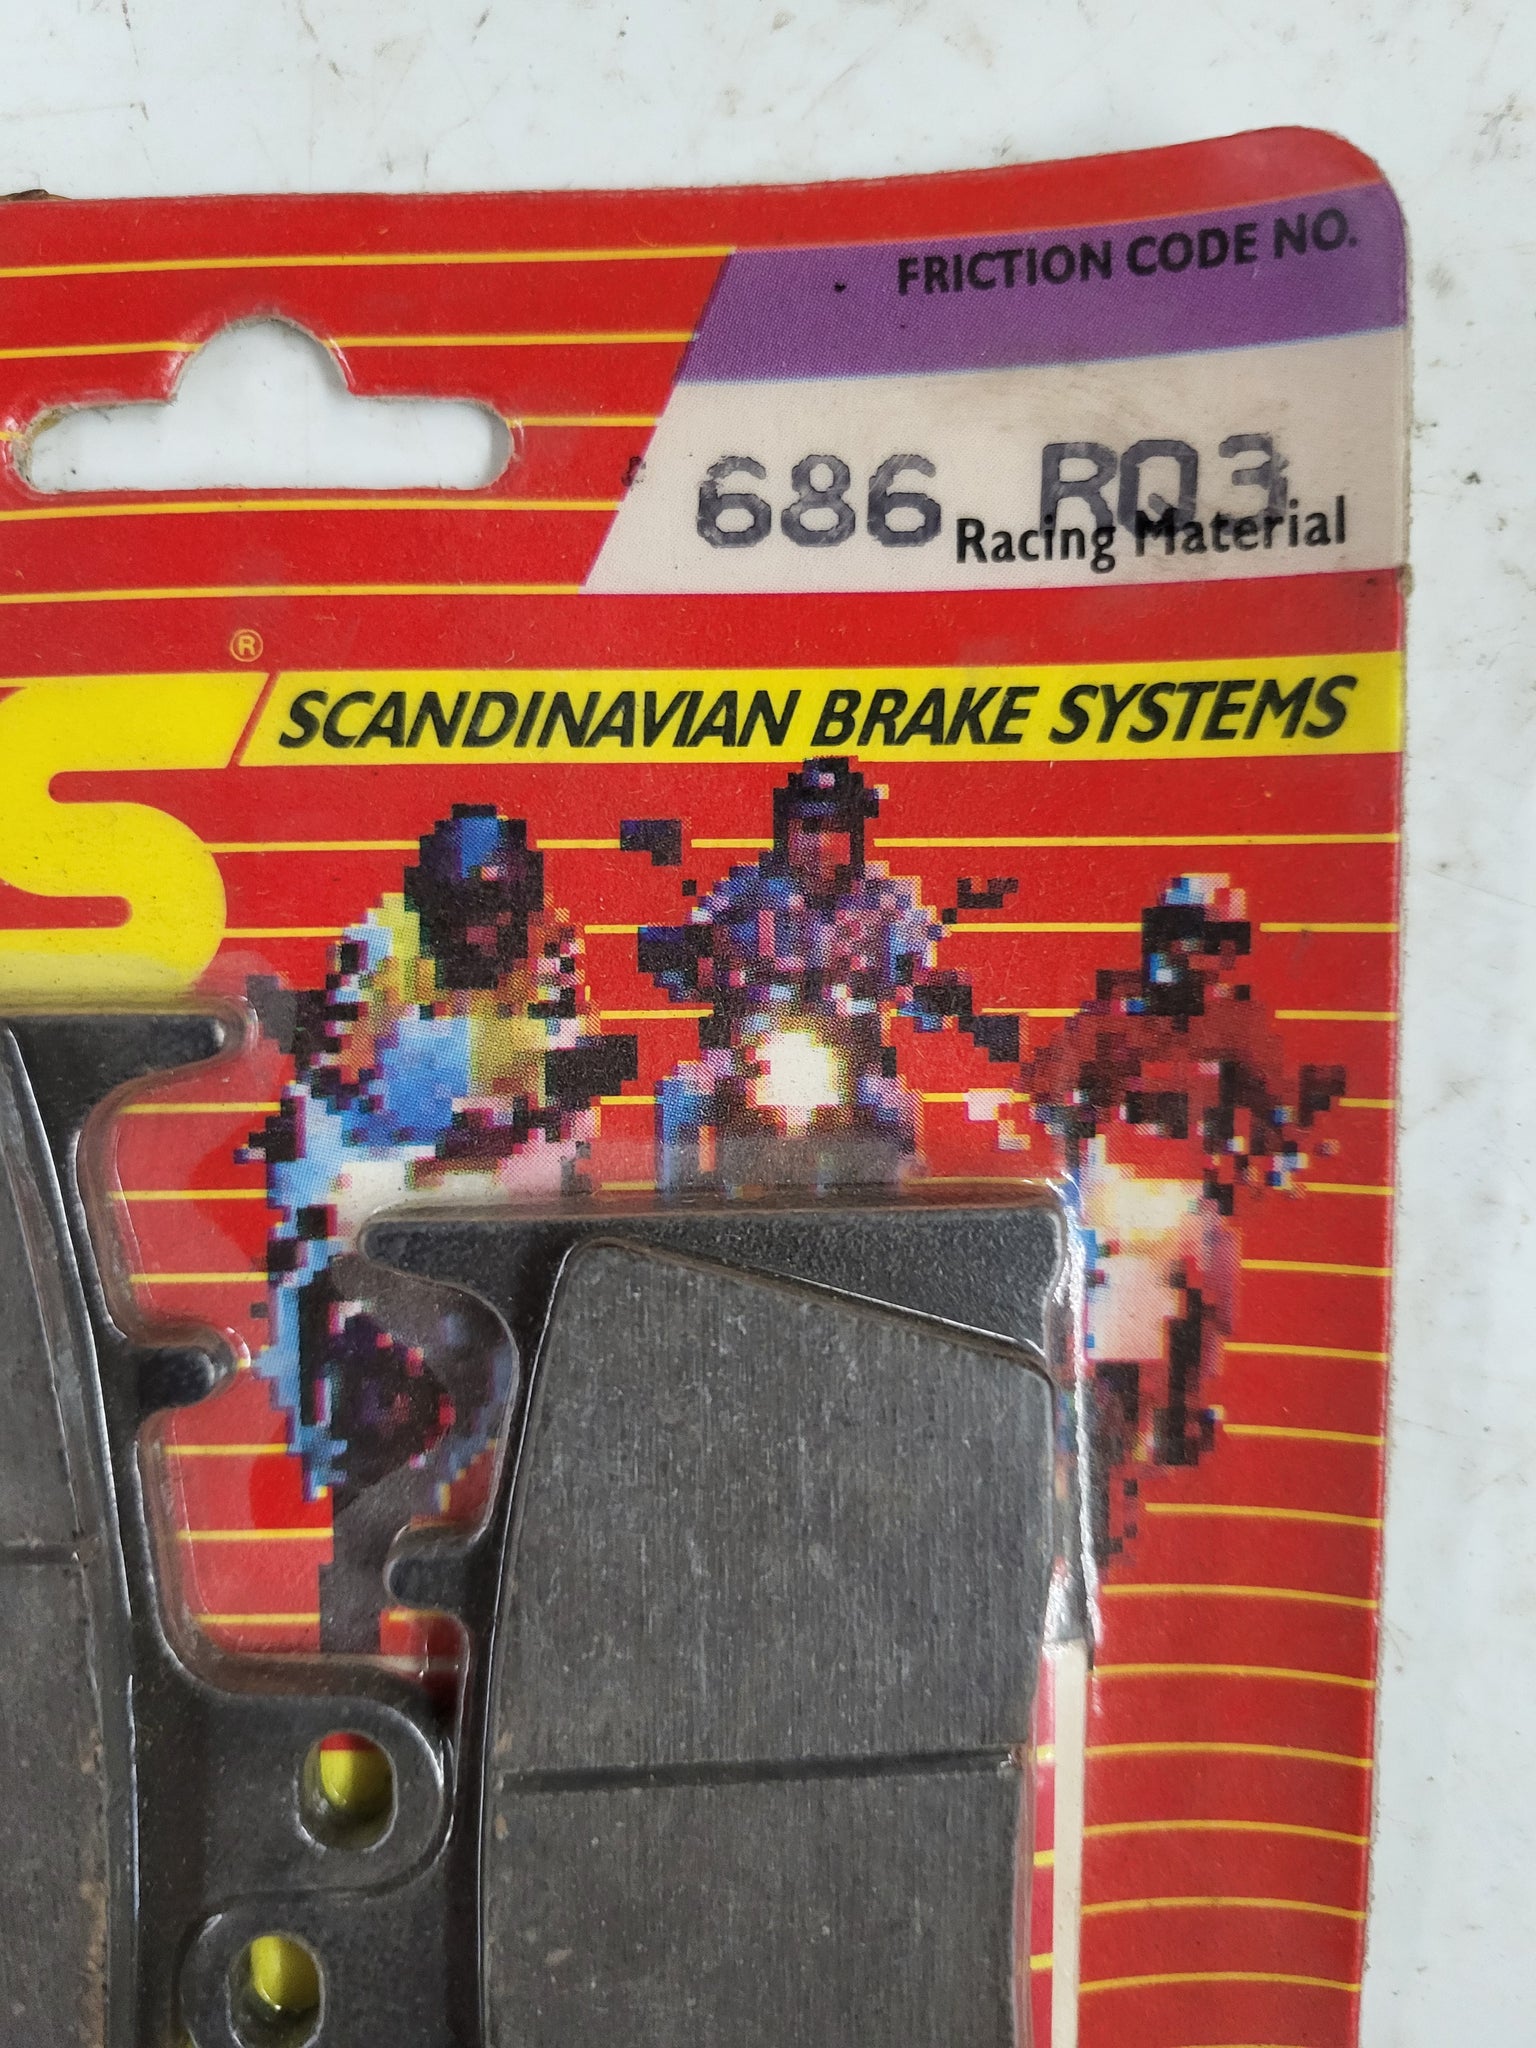 FRICTION CODE NO.
686 RQ3
Racing Material
®
S
SCANDINAVIAN BRAKE SYSTEMS